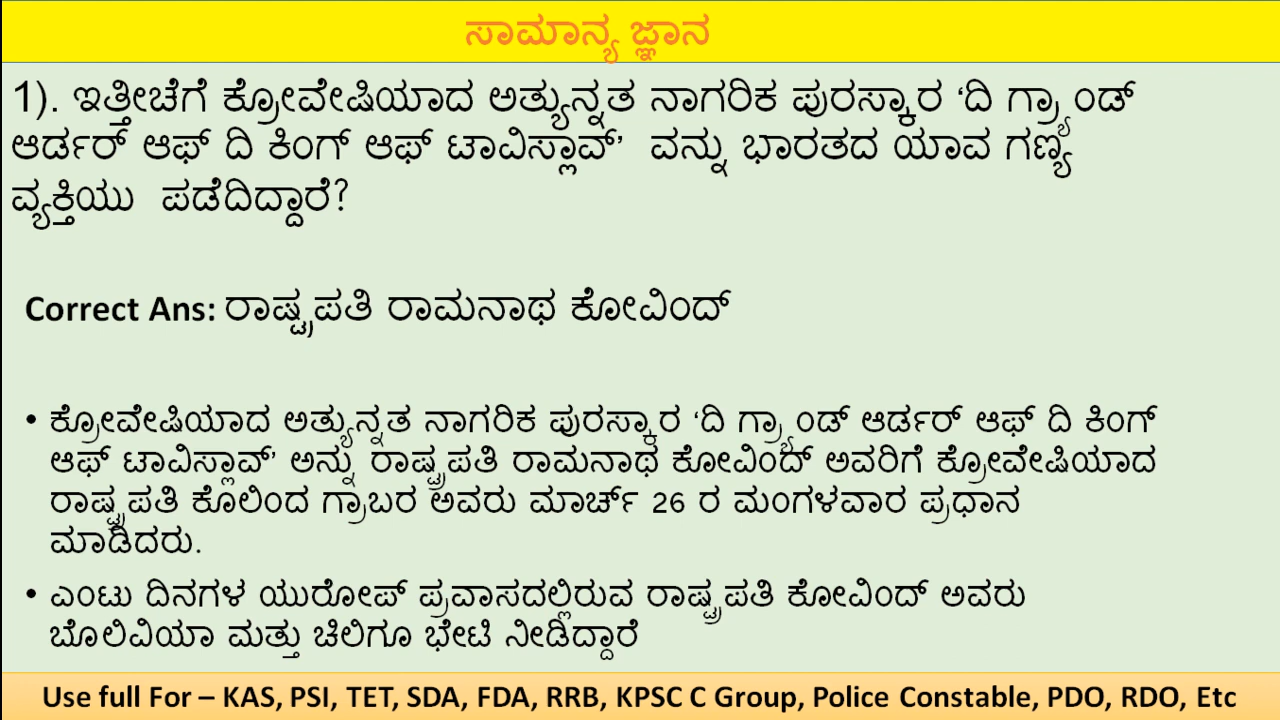 ಸಾಮಾನ್ಯ ಜ್ಞಾನ
1). ಇತ್ತೀಚೆಗೆ ಕ್ರೋವೇಷಿಯಾದ ಅತ್ಯುನ್ನತ ನಾಗರಿಕ ಪುರಸ್ಕಾರ ‘ದಿ ಗ್ರ್ಯಾಂಡ್
ಆರ್ಡರ್ ಆಫ್ ದಿ ಕಿಂಗ್ ಆಫ್ ಟಾವಿಸ್ಲಾವ್’ ವನ್ನು ಭಾರತದ ಯಾವ ಗಣ್ಯ
ವ್ಯಕ್ತಿಯು ಪಡೆದಿದ್ದಾರೆ?
Correct Ans: ರಾಷ್ಟ್ರಪತಿ ರಾಮನಾಥ ಕೋವಿಂದ್
• ಕ್ರೋವೇಷಿಯಾದ ಅತ್ಯುನ್ನತ ನಾಗರಿಕ ಪುರಸ್ಕಾರ ‘ದಿ ಗ್ರ್ಯಾಂಡ್ ಆರ್ಡರ್ ಆಫ್ ದಿ ಕಿಂಗ್
ಆಫ್ ಟಾವಿಸ್ಲಾವ್’ ಅನ್ನು ರಾಷ್ಟ್ರಪತಿ ರಾಮನಾಥ ಕೋವಿಂದ್ ಅವರಿಗೆ ಕ್ರೋವೇಷಿಯಾದ
ರಾಷ್ಟ್ರಪತಿ ಕೊಲಿಂದ ಗ್ರಾಬರ ಅವರು ಮಾರ್ಚ್ 26 ರ ಮಂಗಳವಾರ ಪ್ರಧಾನ
ಮಾಡಿದರು.
• ಎಂಟು ದಿನಗಳ ಯುರೋಪ್ ಪ್ರವಾಸದಲ್ಲಿರುವ ರಾಷ್ಟ್ರಪತಿ ಕೋವಿಂದ್ ಅವರು
ಬೊಲಿವಿಯಾ ಮತ್ತು ಚಿಲಿಗೂ ಭೇಟಿ ನೀಡಿದ್ದಾರೆ
Use full For – KAS, PSI, TET, SDA, FDA, RRB, KPSC C Group, Police Constable, PDO, RDO, Etc